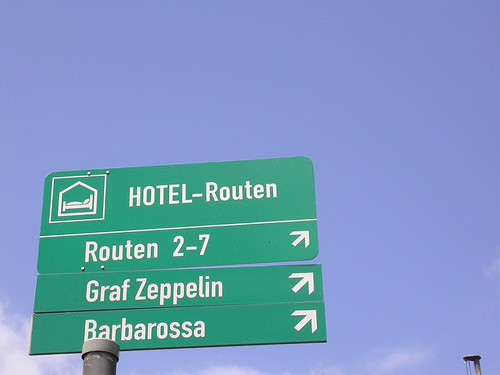 HOTEL-Routen
Routen 2-7
Graf Zeppelin
Barbarossa